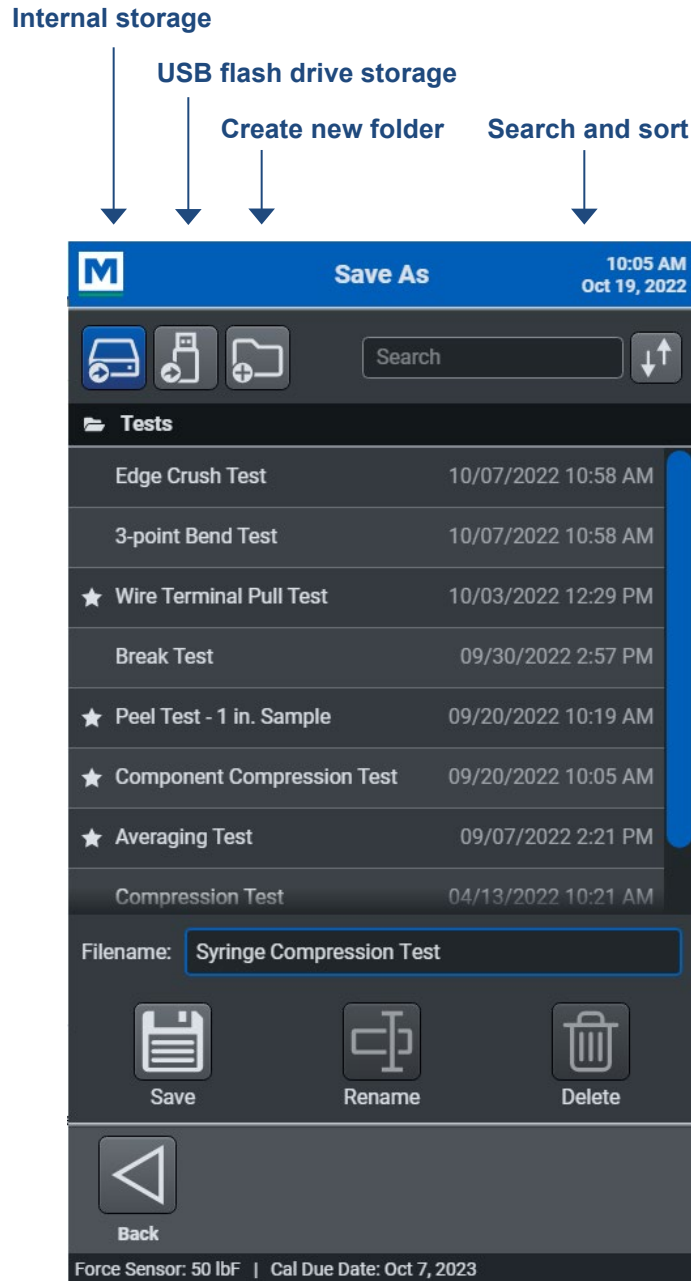 Internal storage
USB flash drive storage
Create new folder
Search and sort
M
Save As
10:05 AM
Oct 19, 2022
Search
Tests
Edge Crush Test 10/07/2022 10:58 AM
3-point Bend Test 10/07/2022 10:58 AM
Wire Terminal Pull Test 10/03/2022 12:29 PM
Break Test 09/30/2022 2:57 PM
Peel Test - 1 in. Sample 09/20/2022 10:19 AM
Component Compression Test 09/20/2022 10:05 AM
Averaging Test 09/07/2022 2:21 PM
Compression Test 04/13/2022 10:21 AM
Filename: Syringe Compression Test
Save Rename Delete
Back
Force Sensor: 50 lbF | Cal Due Date: Oct 7, 2023